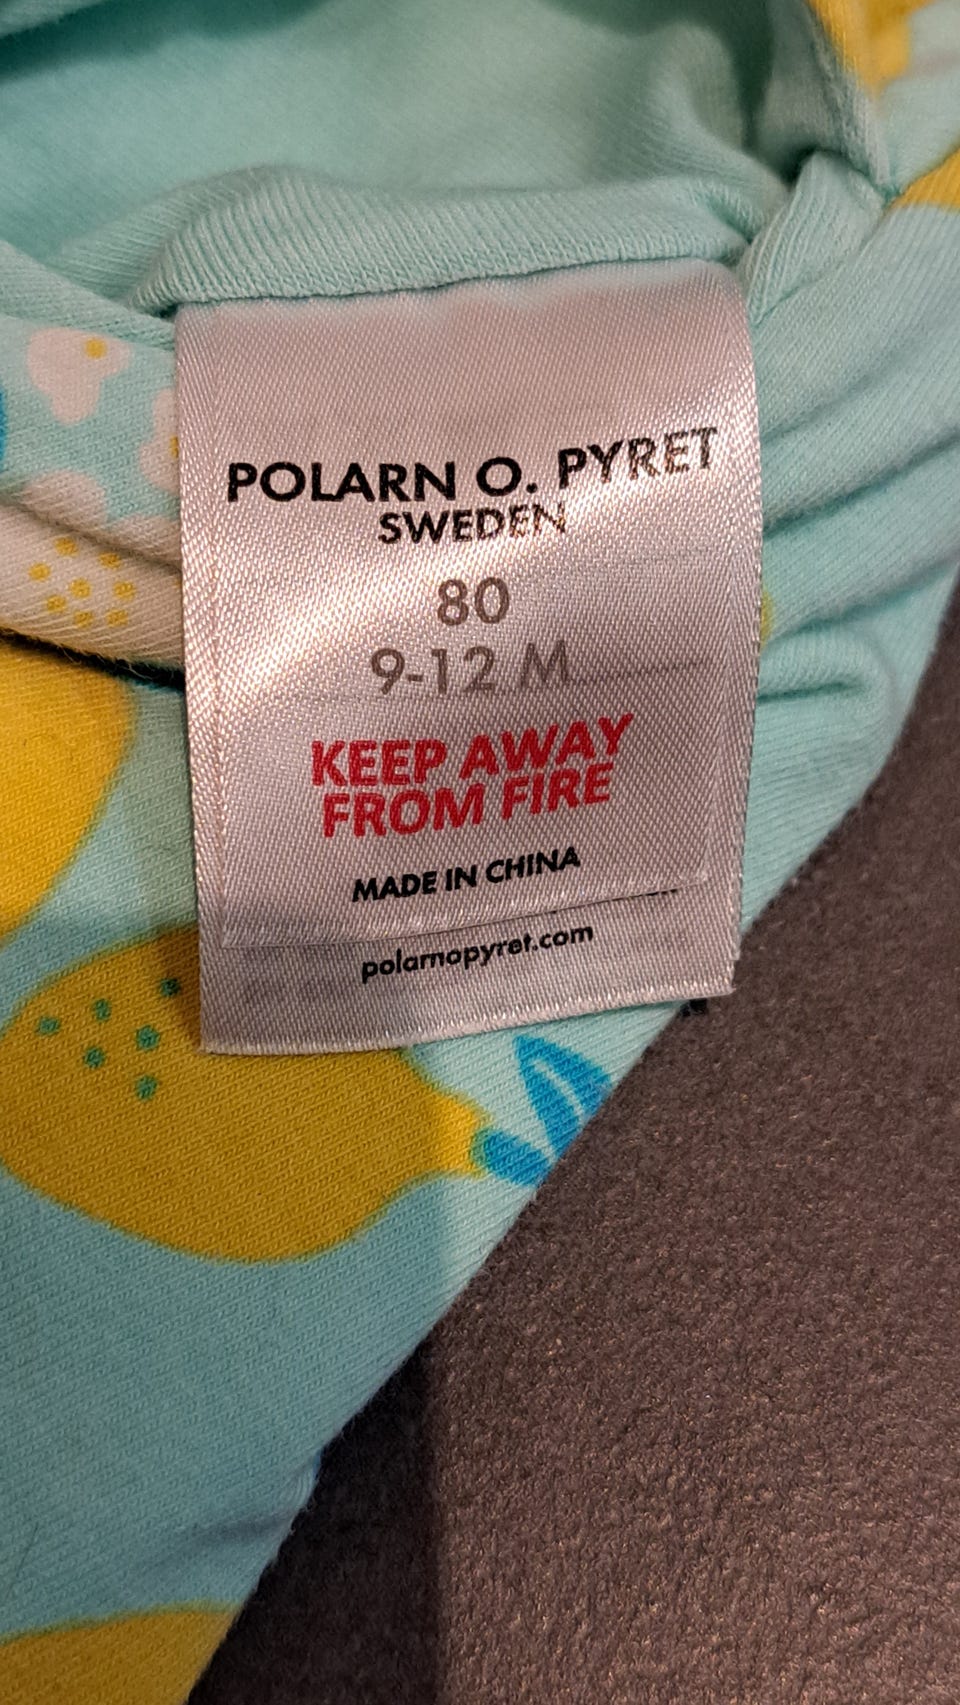 POLARN O. PYRET
SWEDEN
80
9-12 M
KEEP AWAY
FROM FIRE
MADE IN CHINA
polarnopyret.com